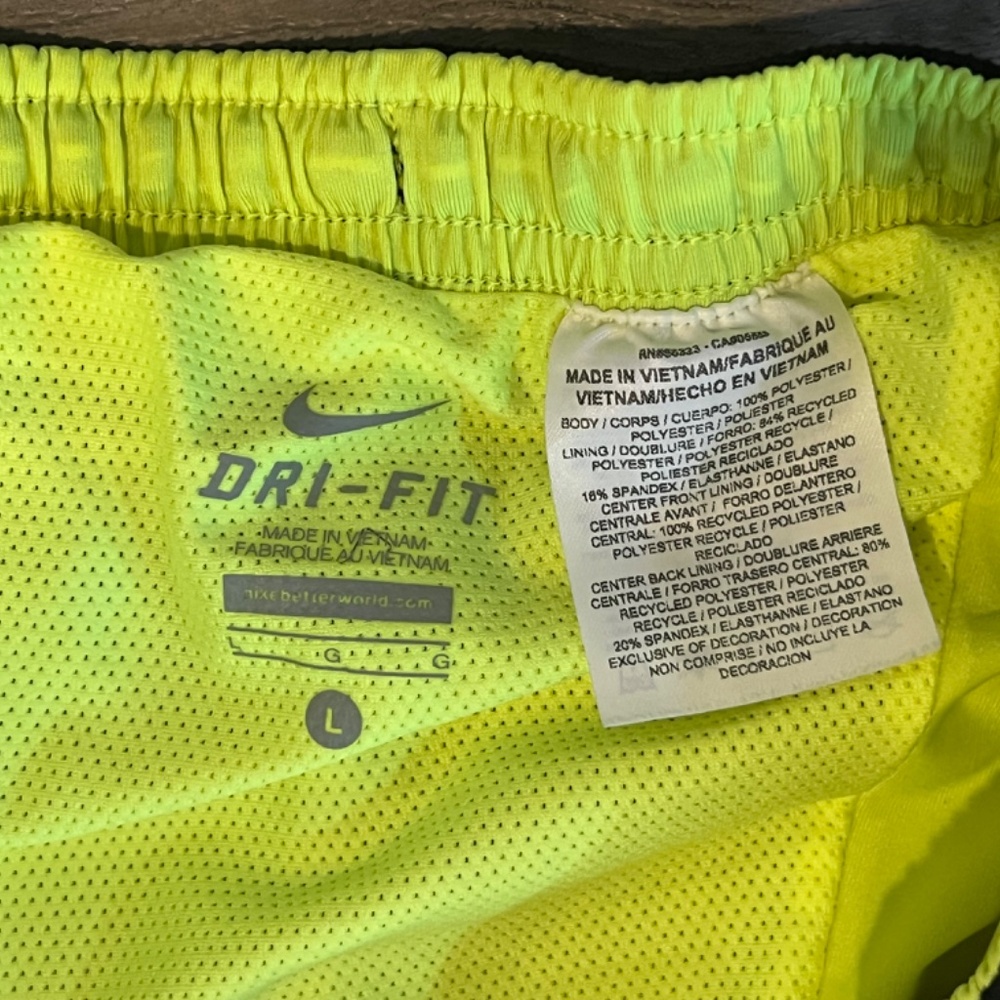 DRI-FIT
MADE IN VIETNAM
FABRIQUE AU VIETNAM
nikebetterworld.com
G G
L
MADE IN VIETNAM/FABRIQUE AU
VIETNAM/HECHO EN VIETNAM
BODY / CORPS / CUERPO: 100% POLYESTER /
POLYESTER / POLIESTER
LINING / DOUBLURE / FORRO: 84% RECYCLED
POLYESTER / POLYESTER RECYCLE /
POLIESTER RECICLADO
16% SPANDEX / ELASTHANNE / ELASTANO
CENTER FRONT LINING / DOUBLURE
CENTRALE AVANT / FORRO DELANTERO
CENTRAL: 100% RECYCLED POLYESTER /
POLYESTER RECYCLE / POLIESTER
RECICLADO
CENTER BACK LINING / DOUBLURE ARRIERE
CENTRALE / FORRO TRASERO CENTRAL: 80%
RECYCLED POLYESTER / POLYESTER
RECYCLE / POLIESTER RECICLADO
20% SPANDEX / ELASTHANNE / ELASTANO
EXCLUSIVE OF DECORATION / DECORATION
NON COMPRISE / NO INCLUYE LA
DECORACION